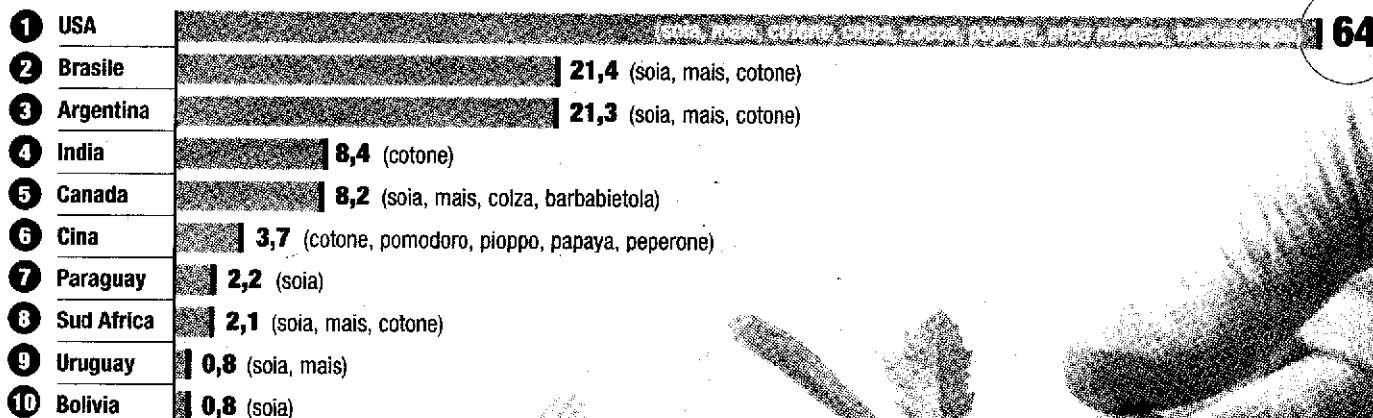 1 USA (soia, mais, cotone, colza, zucca, papaya, erba medica, barbabietola) 64
2 Brasile 21,4 (soia, mais, cotone)
3 Argentina 21,3 (soia, mais, cotone)
4 India 8,4 (cotone)
5 Canada 8,2 (soia, mais, colza, barbabietola)
6 Cina 3,7 (cotone, pomodoro, pioppo, papaya, peperone)
7 Paraguay 2,2 (soia)
8 Sud Africa 2,1 (soia, mais, cotone)
9 Uruguay 0,8 (soia, mais)
10 Bolivia 0,8 (soia)